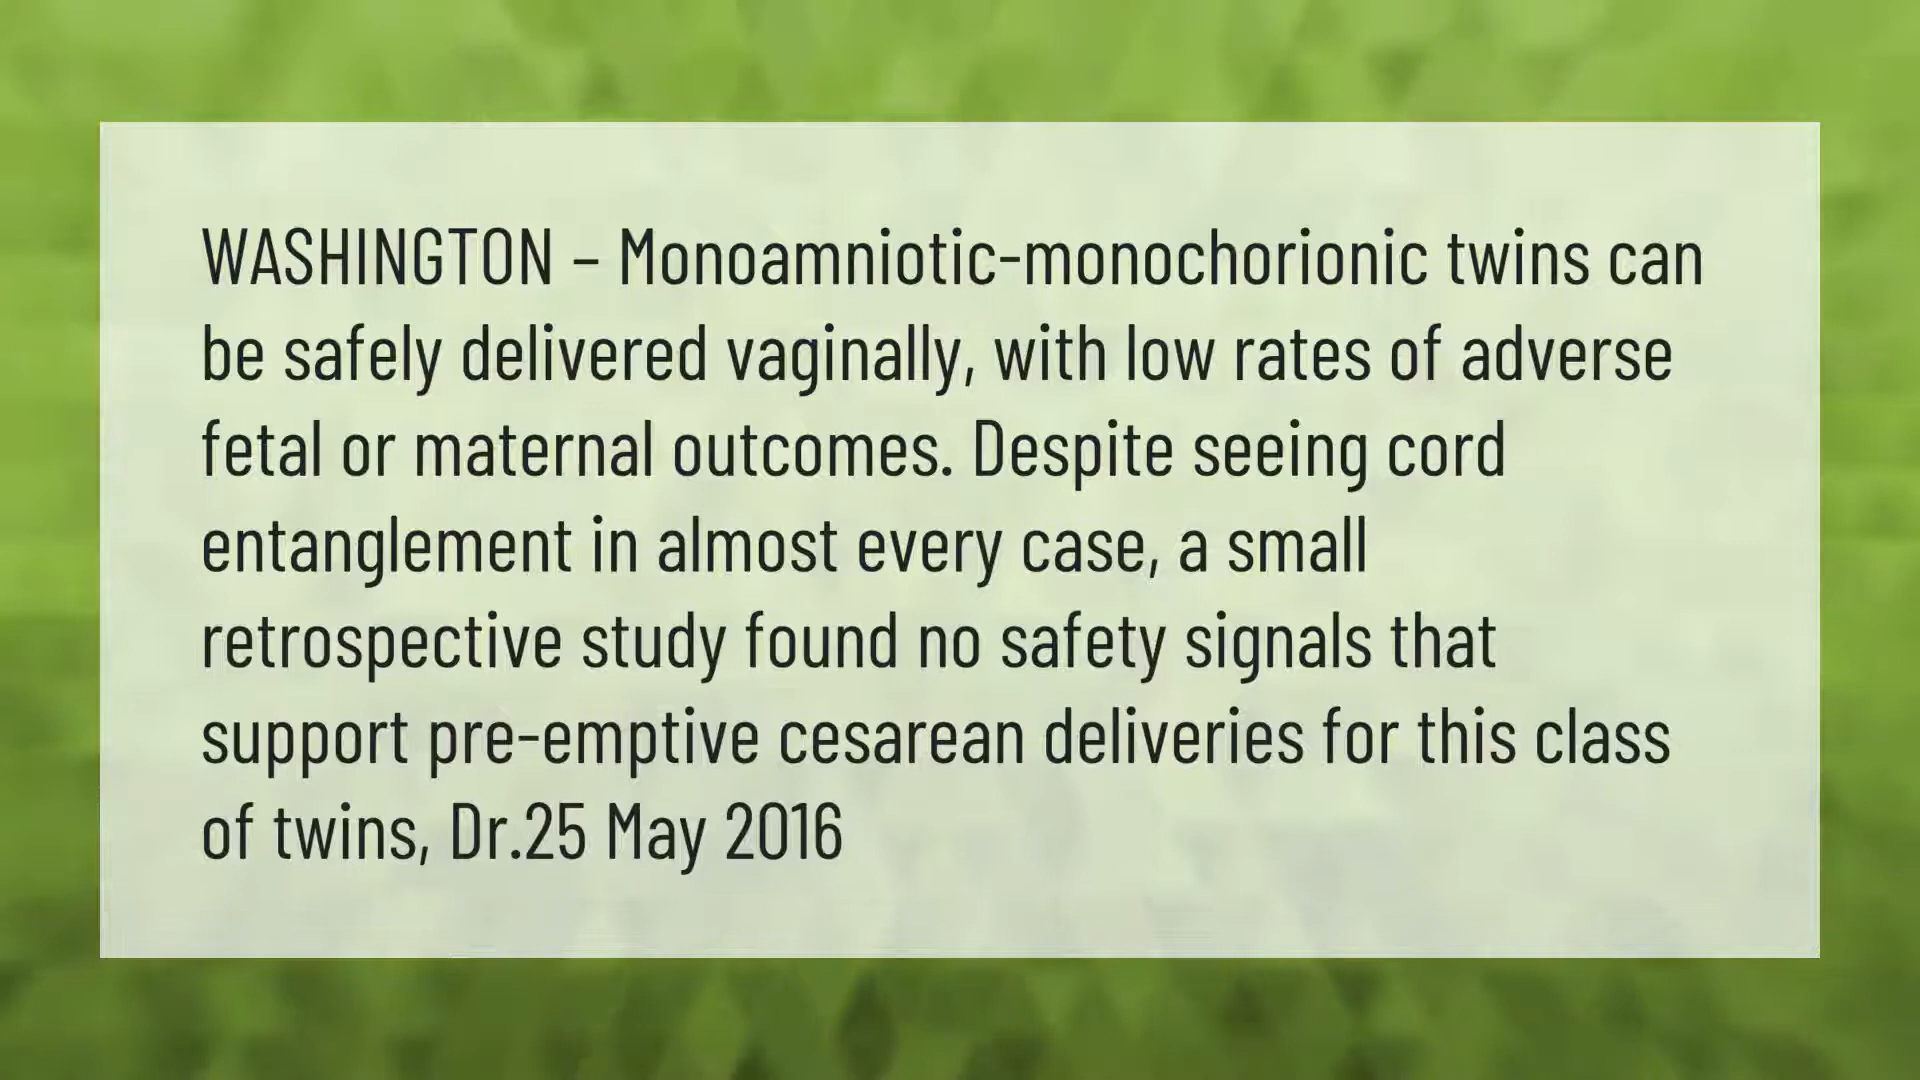 WASHINGTON – Monoamniotic-monochorionic twins can
be safely delivered vaginally, with low rates of adverse
fetal or maternal outcomes. Despite seeing cord
entanglement in almost every case, a small
retrospective study found no safety signals that
support pre-emptive cesarean deliveries for this class
of twins, Dr.25 May 2016